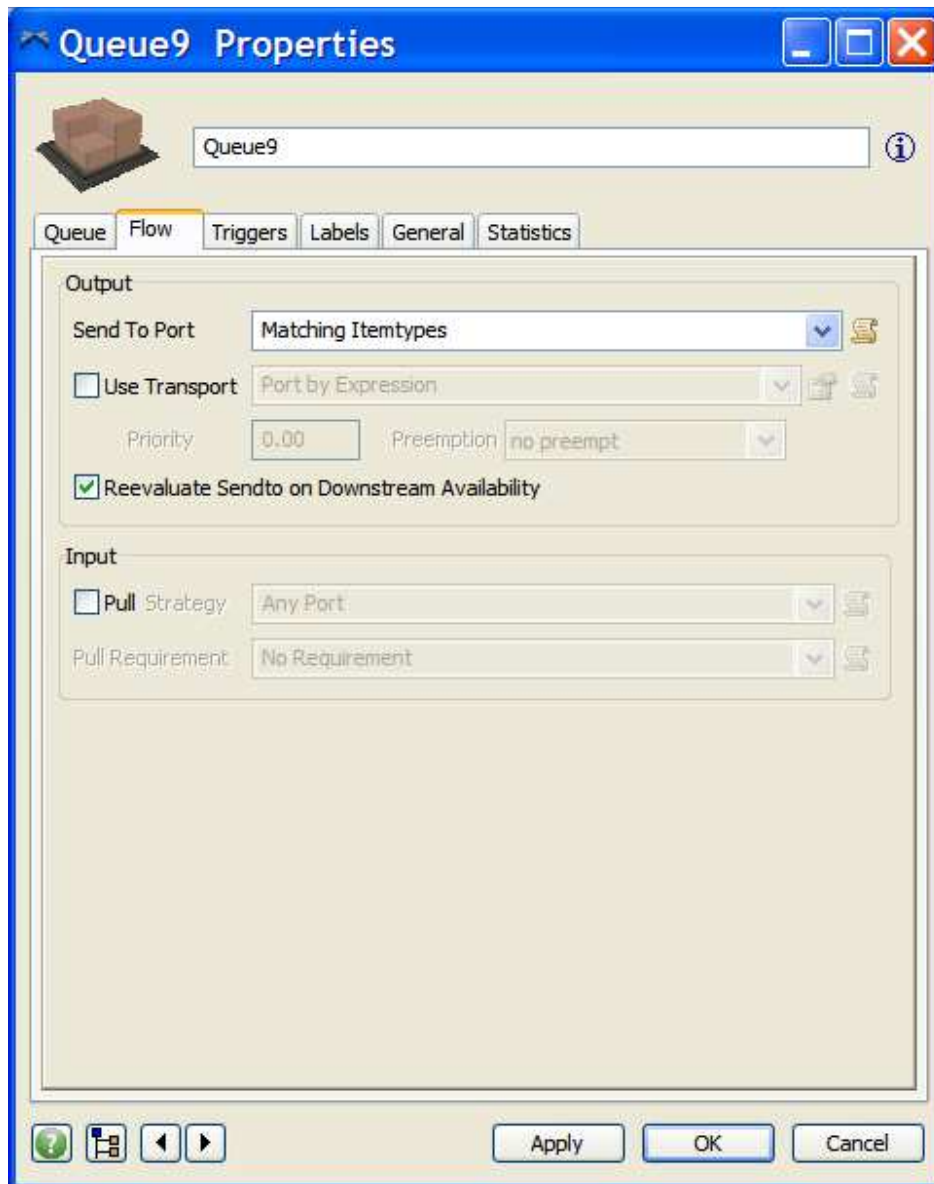 Queue9 Properties
Queue9
Queue Flow Triggers Labels General Statistics
Output
Send To Port Matching Itemtypes
Use Transport Port by Expression
Priority 0.00 Preemption no preempt
Reevaluate Sendto on Downstream Availability
Input
Pull Strategy Any Port
Pull Requirement No Requirement
Apply OK Cancel